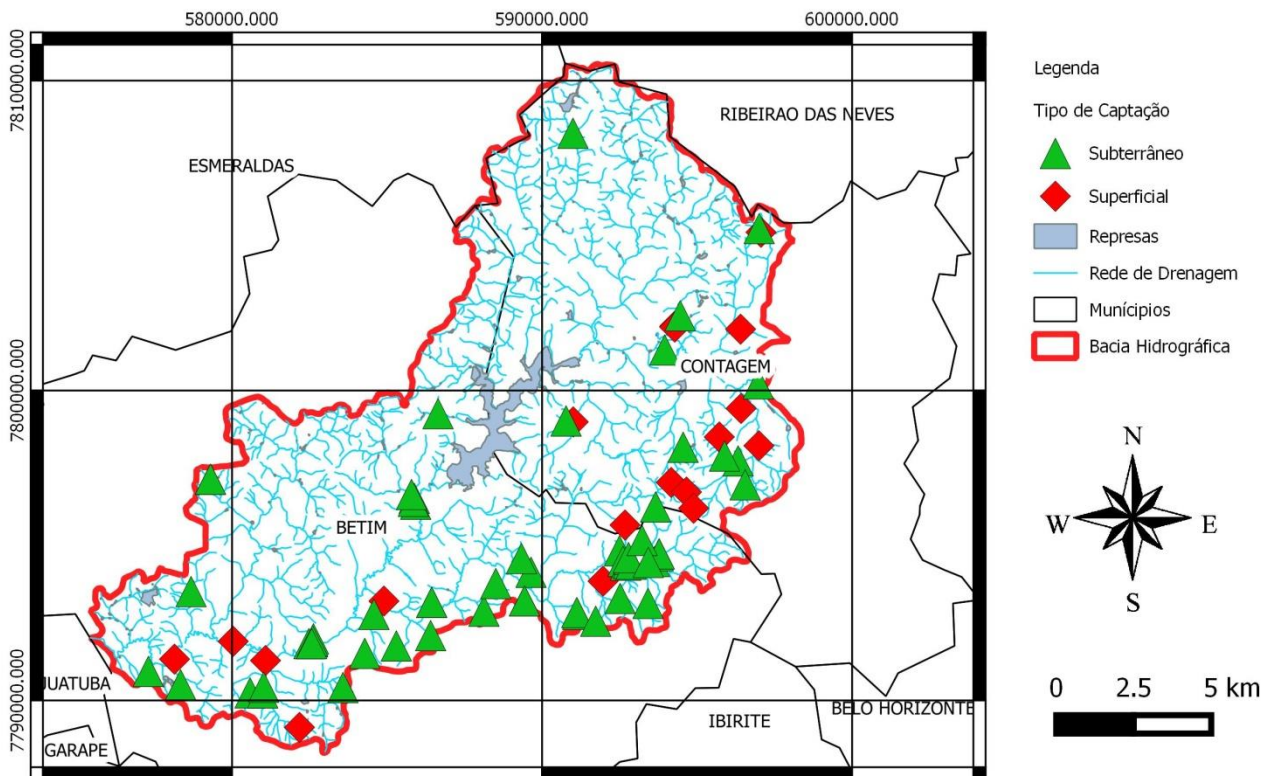 580000.000 590000.000 600000.000
7810000.000
7800000.000
7790000.000
RIBEIRAO DAS NEVES
ESMERALDAS
CONTAGEM
BETIM
JUATUBA
GARAPE
IBIRITE
BELO HORIZONTE
Legenda
Tipo de Captação
Subterrâneo
Superficial
Represas
Rede de Drenagem
Munícipios
Bacia Hidrográfica
N
W E
S
0 2.5 5 km